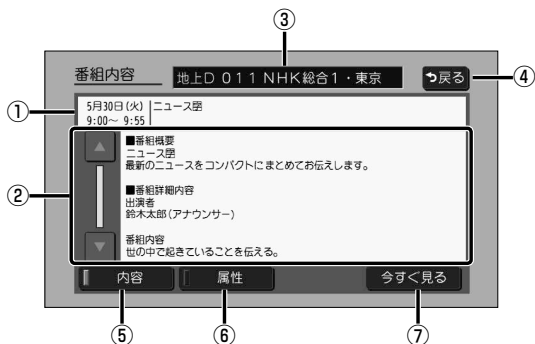 ③
番組内容 地上D 011 NHK総合1・東京 戻る ④
① 5月30日(火) ニュース🈑
9:00～ 9:55
■番組概要
ニュース🈑
最新のニュースをコンパクトにまとめてお伝えします。
②
■番組詳細内容
出演者
鈴木太郎(アナウンサー)
番組内容
世の中で起きていることを伝える。
内容 属性 今すぐ見る
⑤ ⑥ ⑦